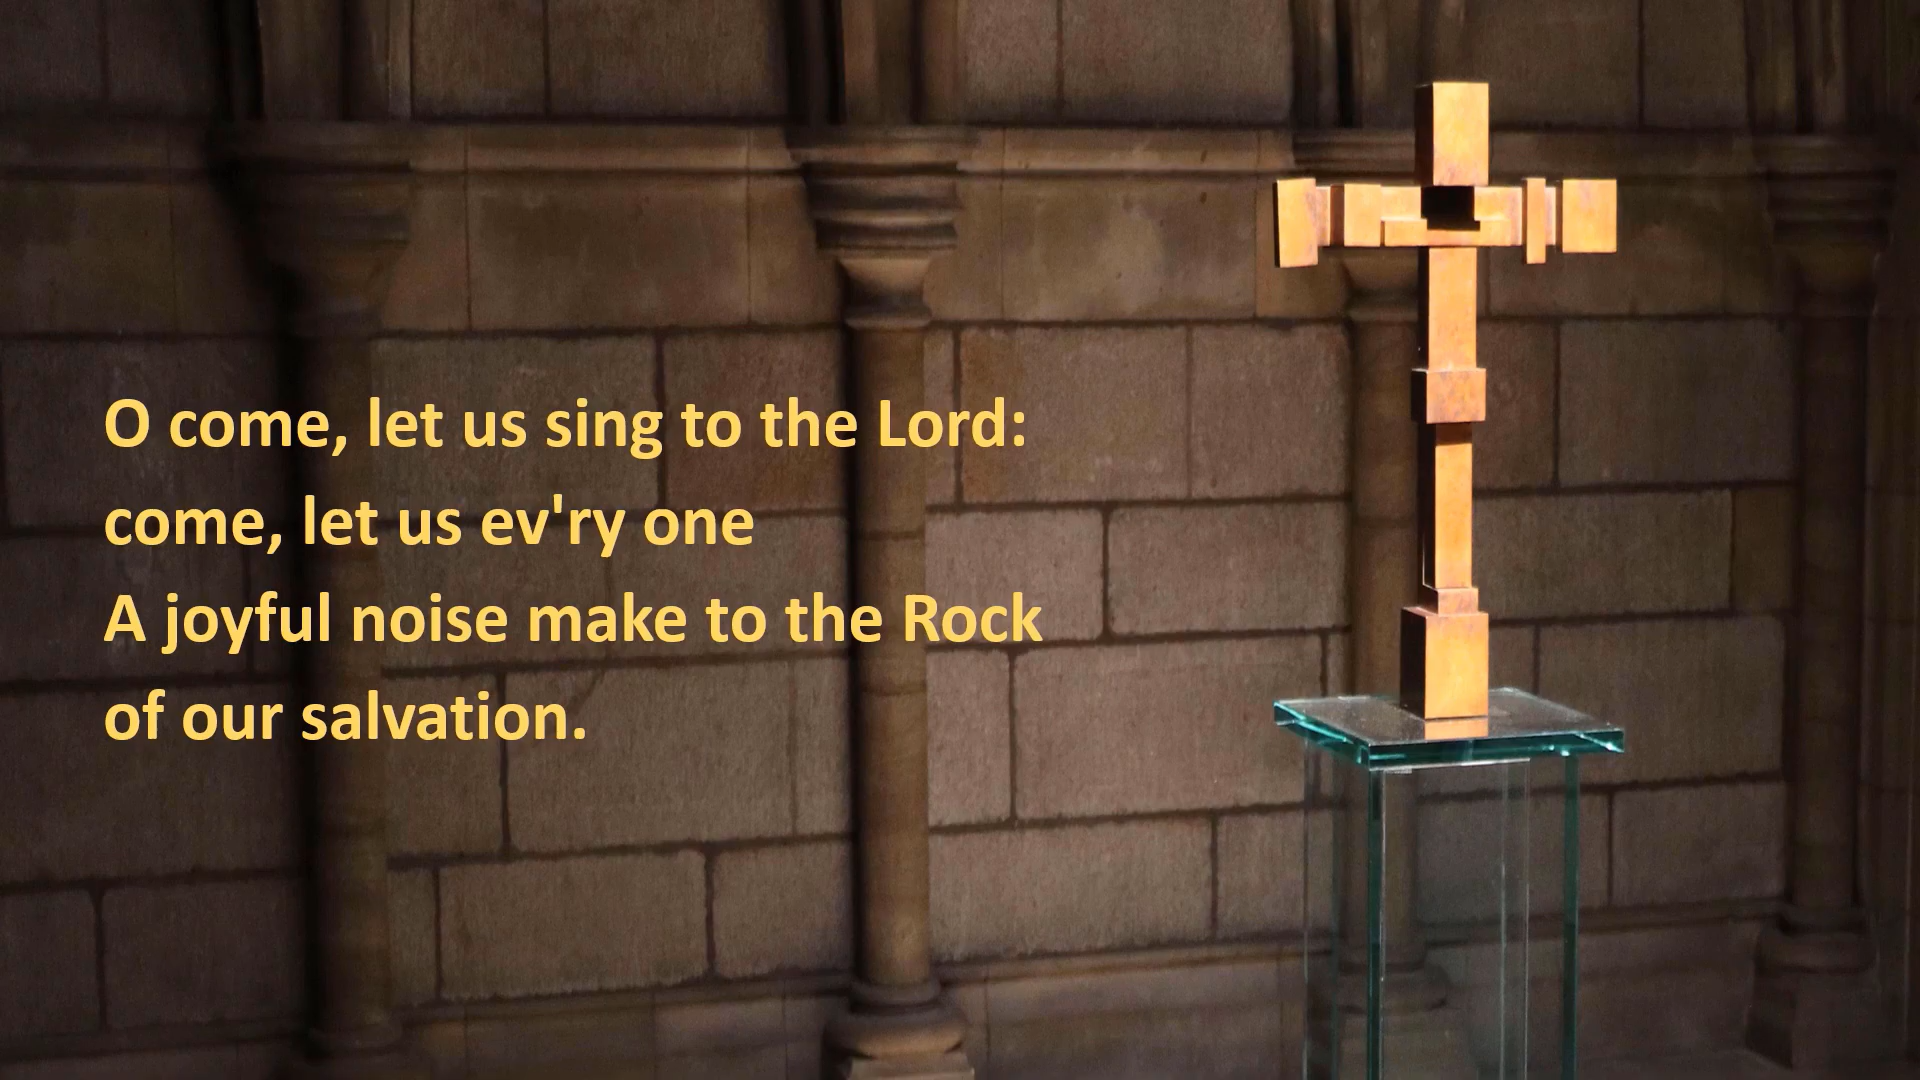 O come, let us sing to the Lord:
come, let us ev'ry one
A joyful noise make to the Rock
of our salvation.